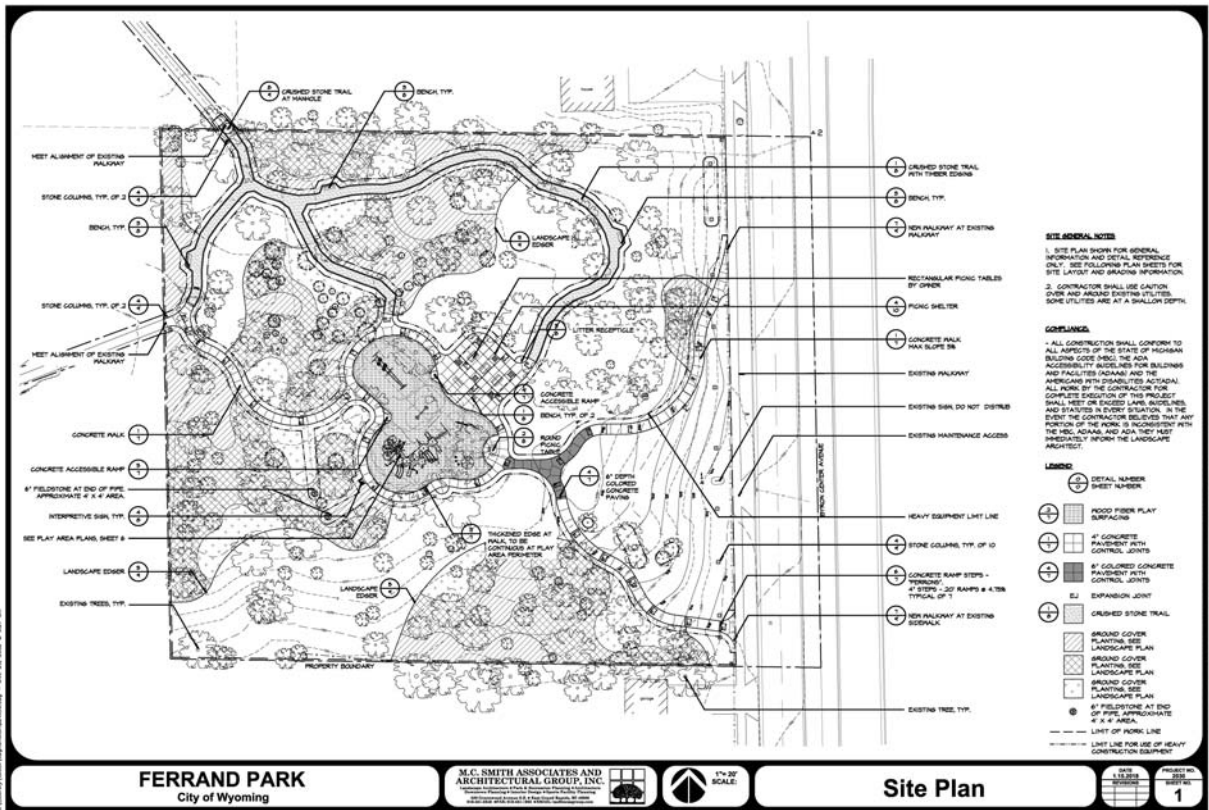 CRUSHED STONE TRAIL
AT MANHOLE
BENCH, TYP.
MEET ALIGNMENT OF EXISTING
WALKWAY
STONE COLUMNS, TYP. OF 2
BENCH, TYP.
STONE COLUMNS, TYP. OF 2
MEET ALIGNMENT OF EXISTING
WALKWAY
CONCRETE WALK
CONCRETE ACCESSIBLE RAMP
6" FIELDSTONE AT END OF PIPE.
APPROXIMATE 4' X 4' AREA.
INTERPRETIVE SIGN, TYP.
SEE PLAY AREA PLANS, SHEET 8
LANDSCAPE EDGER
EXISTING TREES, TYP.
LANDSCAPE
EDGER
LITTER RECEPTICLE
CONCRETE
ACCESSIBLE RAMP
BENCH, TYP. OF 2
ROUND
PICNIC
TABLE
6" DEPTH
COLORED
CONCRETE
PAVING
THICKENED EDGE AT
WALK, TO BE
CONTINUOUS AT PLAY
AREA PERIMETER
LANDSCAPE
EDGER
PROPERTY BOUNDARY
BYRON CENTER AVENUE
CRUSHED STONE TRAIL
WITH TIMBER EDGING
BENCH, TYP.
NEW WALKWAY AT EXISTING
WALKWAY
RECTANGULAR PICNIC TABLES
BY OWNER
PICNIC SHELTER
CONCRETE WALK
MAX SLOPE 5%
EXISTING WALKWAY
EXISTING SIGN, DO NOT DISTRUB
EXISTING MAINTENANCE ACCESS
HEAVY EQUIPMENT LIMIT LINE
STONE COLUMNS, TYP. OF 10
CONCRETE RAMP STEPS -
"PERRONS",
4" STEPS - 20' RAMPS @ 4.75%
TYPICAL OF 7
NEW WALKWAY AT EXISTING
SIDEWALK
EXISTING TREE, TYP.
SITE GENERAL NOTES
1. SITE PLAN SHOWN FOR GENERAL
INFORMATION AND DETAIL REFERENCE
ONLY. SEE FOLLOWING PLAN SHEETS FOR
SITE LAYOUT AND GRADING INFORMATION.
2. CONTRACTOR SHALL USE CAUTION
OVER AND AROUND EXISTING UTILITIES.
SOME UTILITIES ARE AT A SHALLOW DEPTH.
COMPLIANCE:
- ALL CONSTRUCTION SHALL CONFORM TO
ALL ASPECTS OF THE STATE OF MICHIGAN
BUILDING CODE (MBC), THE ADA
ACCESSIBILITY GUIDELINES FOR BUILDINGS
AND FACILITIES (ADAAG) AND THE
AMERICANS WITH DISABILITIES ACT(ADA).
ALL WORK BY THE CONTRACTOR FOR
COMPLETE EXECUTION OF THIS PROJECT
SHALL MEET OR EXCEED LAWS, GUIDELINES,
AND STATUTES IN EVERY SITUATION. IN THE
EVENT THE CONTRACTOR BELIEVES THAT ANY
PORTION OF THE WORK IS INCONSISTENT WITH
THE MBC, ADAAG, AND ADA THEY MUST
IMMEDIATELY INFORM THE LANDSCAPE
ARCHITECT.
LEGEND
DETAIL NUMBER
SHEET NUMBER
WOOD FIBER PLAY
SURFACING
4" CONCRETE
PAVEMENT WITH
CONTROL JOINTS
6" COLORED CONCRETE
PAVEMENT WITH
CONTROL JOINTS
EJ EXPANSION JOINT
CRUSHED STONE TRAIL
GROUND COVER
PLANTING, SEE
LANDSCAPE PLAN
GROUND COVER
PLANTING, SEE
LANDSCAPE PLAN
GROUND COVER
PLANTING, SEE
LANDSCAPE PLAN
6" FIELDSTONE AT END
OF PIPE, APPROXIMATE
4' X 4' AREA.
LIMIT OF WORK LINE
LIMIT LINE FOR USE OF HEAVY
CONSTRUCTION EQUIPMENT
FERRAND PARK
City of Wyoming
M.C. SMITH ASSOCIATES AND
ARCHITECTURAL GROUP, INC.
1"= 20'
SCALE:
Site Plan
DATE
1.15.2018
REVISIONS
PROJECT NO.
2030
SHEET NO.
1